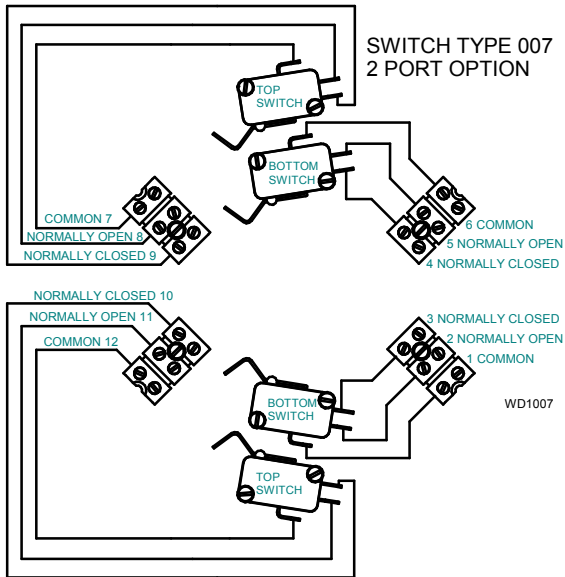 SWITCH TYPE 007
2 PORT OPTION
TOP
SWITCH
BOTTOM
SWITCH
COMMON 7
NORMALLY OPEN 8
NORMALLY CLOSED 9
6 COMMON
5 NORMALLY OPEN
4 NORMALLY CLOSED
NORMALLY CLOSED 10
NORMALLY OPEN 11
COMMON 12
3 NORMALLY CLOSED
2 NORMALLY OPEN
1 COMMON
WD1007
BOTTOM
SWITCH
TOP
SWITCH